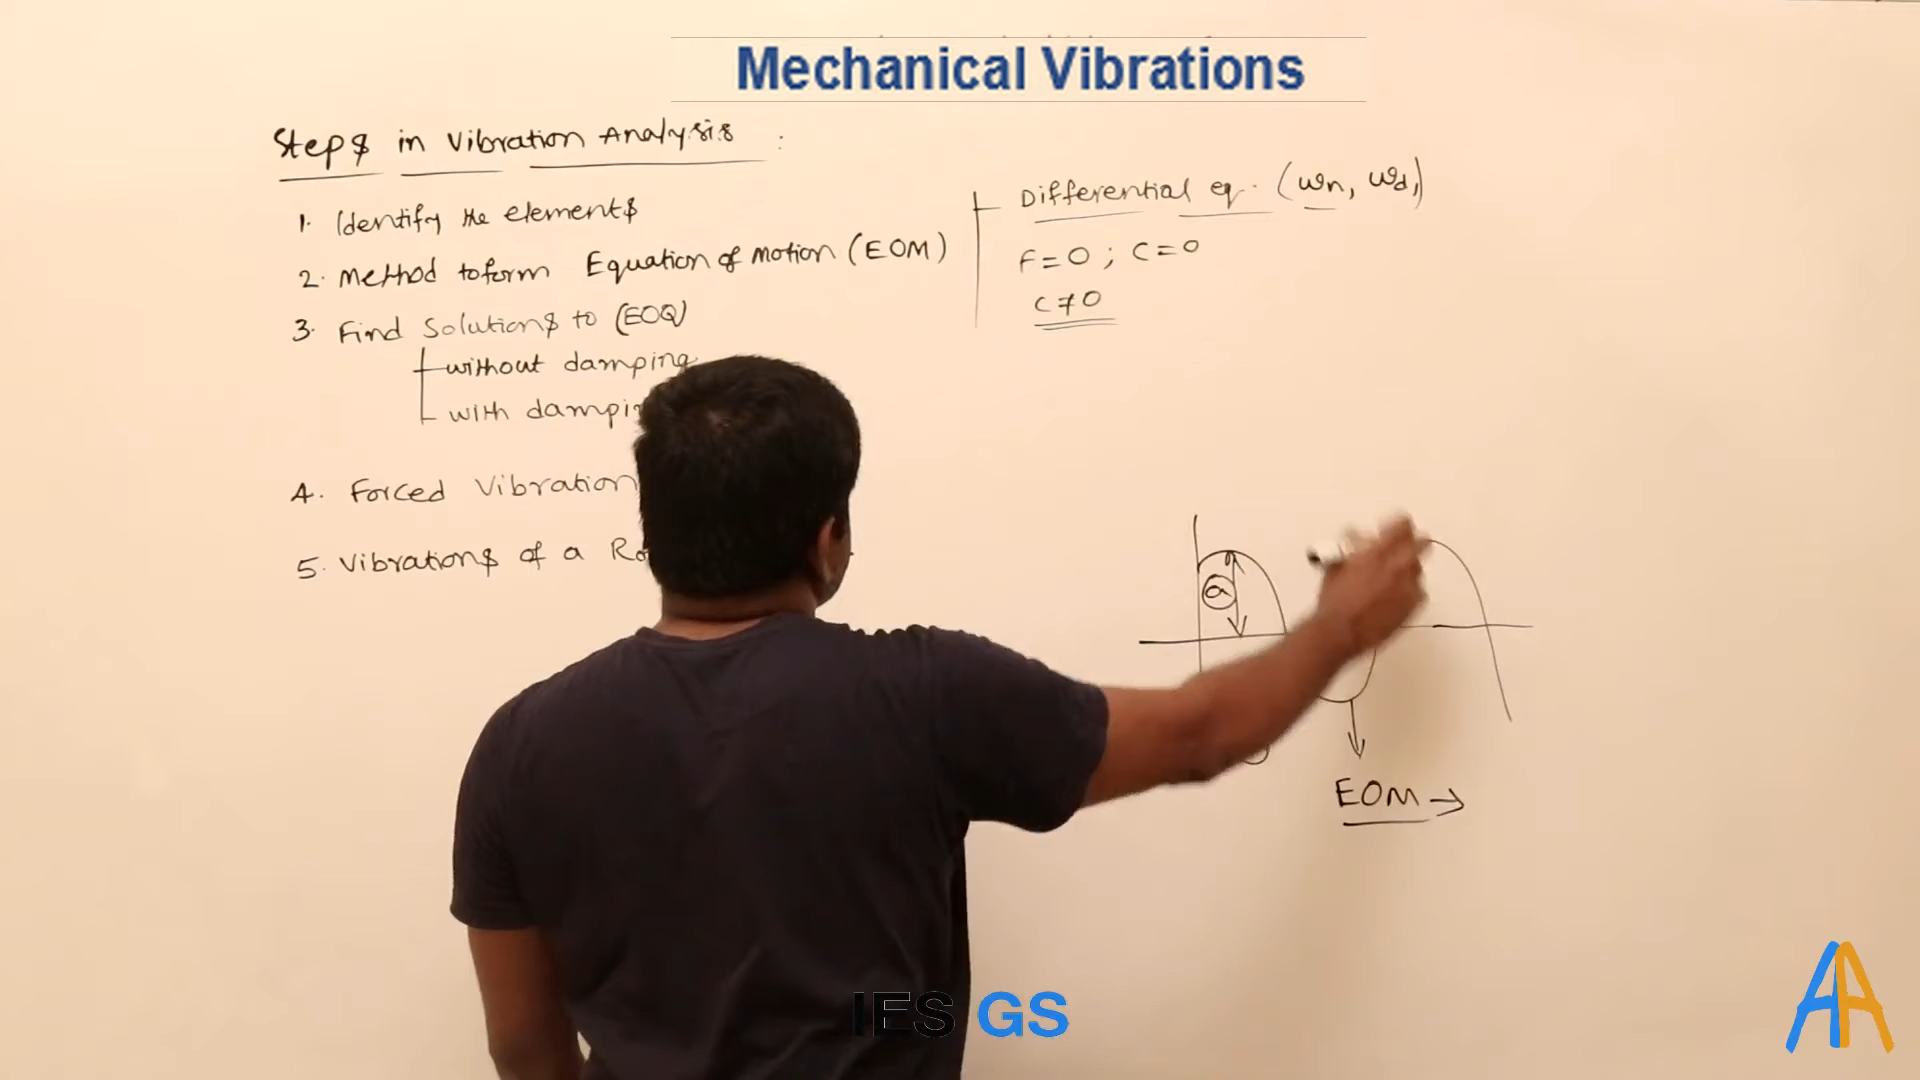 Mechanical Vibrations
Steps in Vibration Analysis :
1. Identify the elements
2. Method to form Equation of Motion (EOM)
3. Find Solutions to (EOQ)
without damping
with
4. Forced Vibration
5. Vibrations of a
Differential eq. (ωn, ωd,)
F=0 ; C=0
C≠0
a
EOM →
IES GS
AA